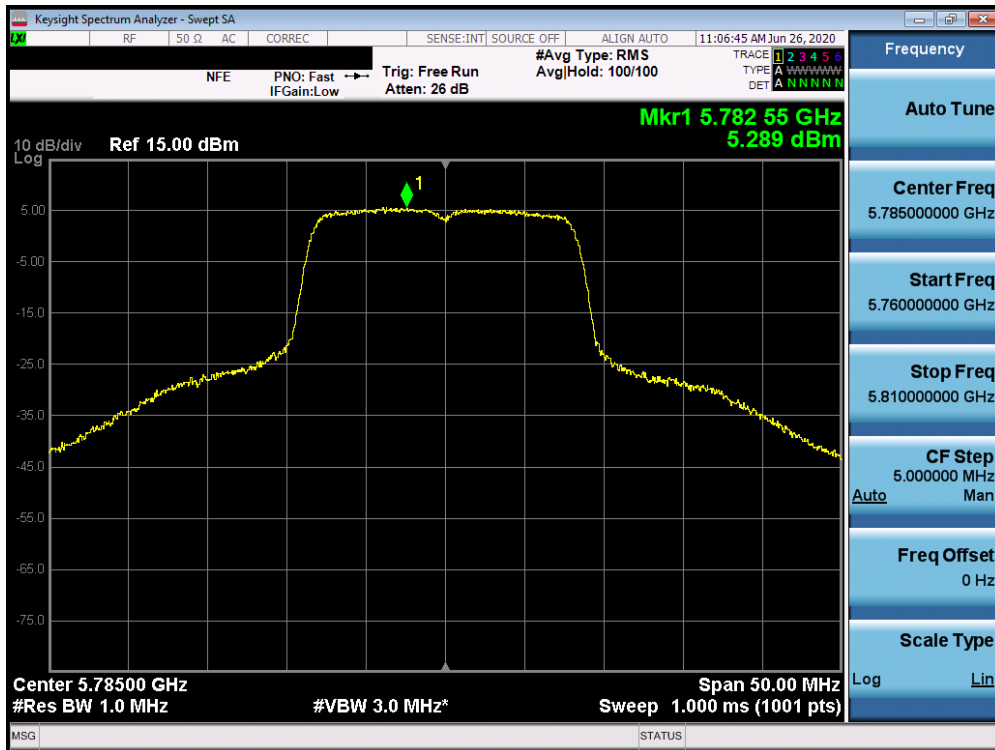 Keysight Spectrum Analyzer - Swept SA
LXI RF 50 Ω AC CORREC SENSE:INT SOURCE OFF ALIGN AUTO 11:06:45 AM Jun 26, 2020
NFE PNO: Fast Trig: Free Run #Avg Type: RMS TRACE 1 2 3 4 5 6
IFGain:Low Atten: 26 dB Avg|Hold: 100/100 TYPE A WWWWW
DET A N N N N N
Mkr1 5.782 55 GHz
5.289 dBm
10 dB/div Ref 15.00 dBm
Log
1
5.00
-5.00
-15.0
-25.0
-35.0
-45.0
-55.0
-65.0
-75.0
Center 5.78500 GHz Span 50.00 MHz
#Res BW 1.0 MHz #VBW 3.0 MHz* Sweep 1.000 ms (1001 pts)
MSG STATUS
Frequency
Auto Tune
Center Freq
5.785000000 GHz
Start Freq
5.760000000 GHz
Stop Freq
5.810000000 GHz
CF Step
5.000000 MHz
Auto Man
Freq Offset
0 Hz
Scale Type
Log Lin